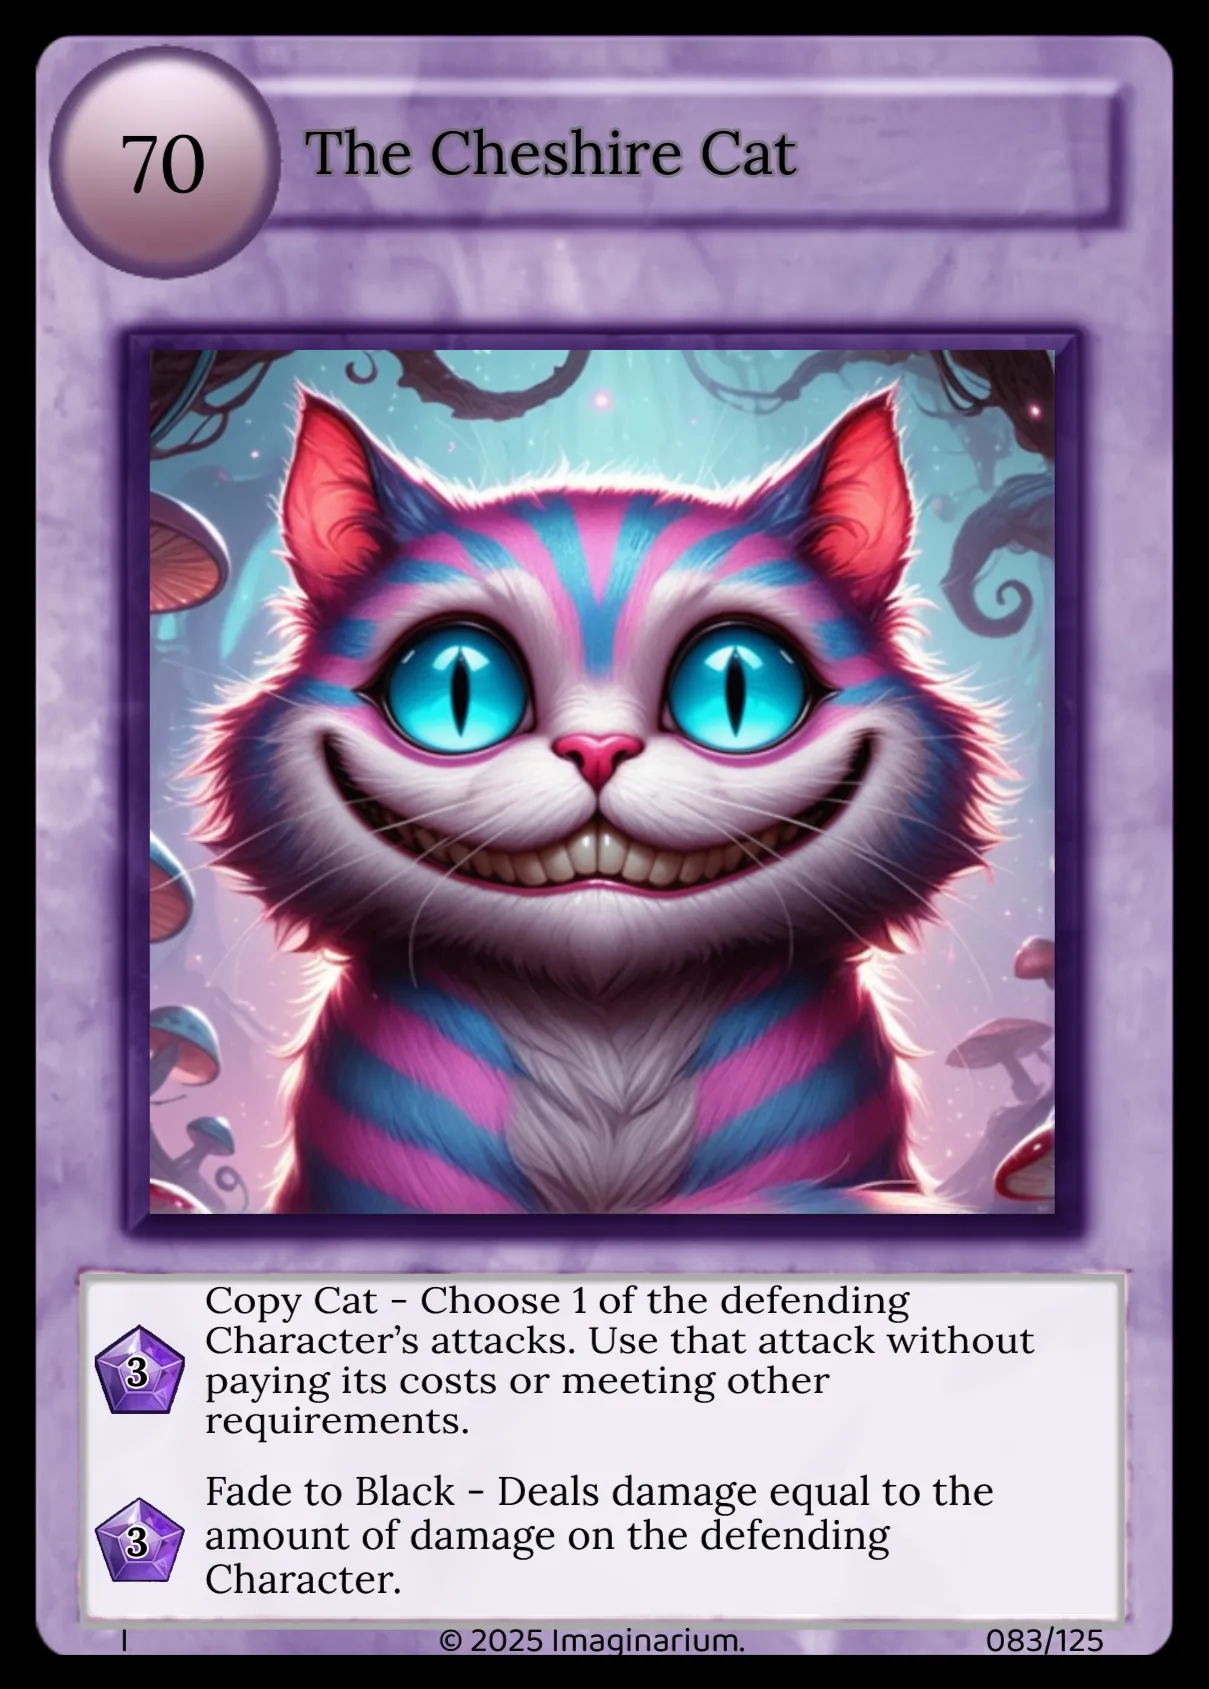 70
The Cheshire Cat
Copy Cat - Choose 1 of the defending
Character’s attacks. Use that attack without
paying its costs or meeting other
requirements.
3
Fade to Black - Deals damage equal to the
amount of damage on the defending
Character.
3
I
© 2025 Imaginarium.
083/125